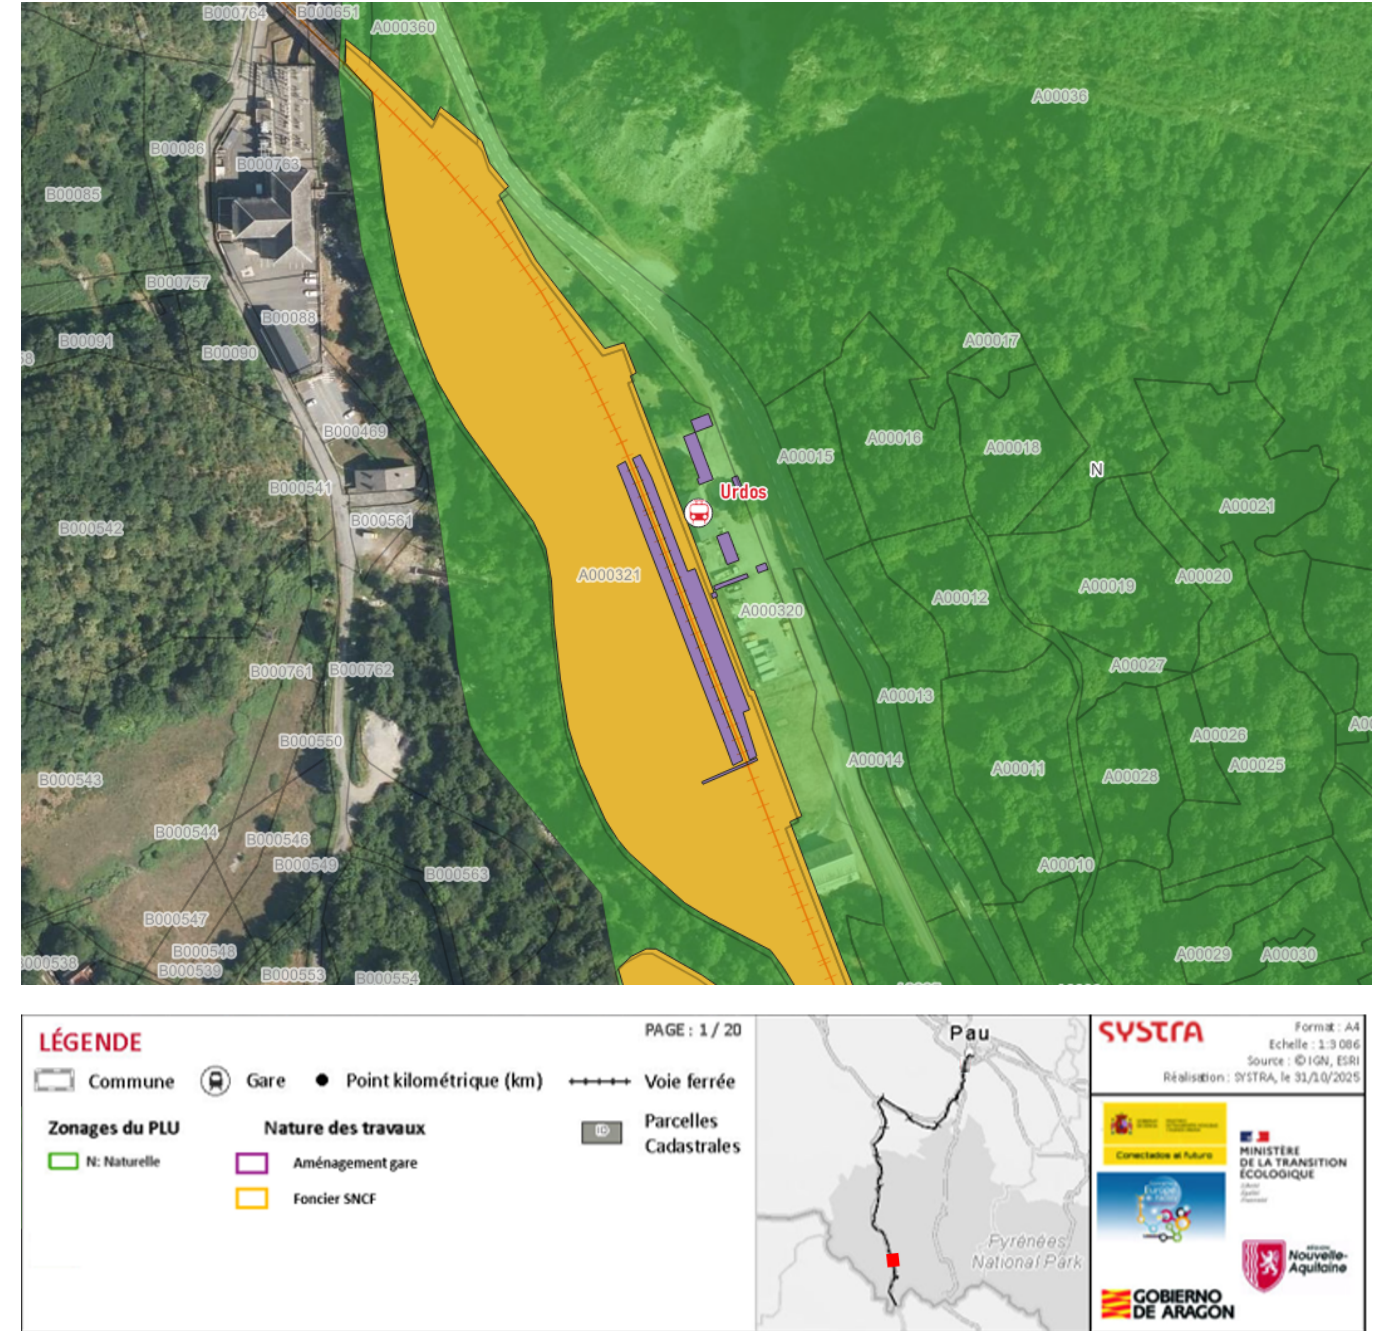 B000764
B000651
A000360
A00036
B00086
B000763
B00085
B000757
B00088
B00091
B00090
A00017
B000469
A00016
A00018
A00015
N
B000541
Urdos
A00021
B000561
B000542
A000321
A00020
A00019
A00012
A000320
B000761
B000762
A00027
A00013
B000550
A00026
A00014
A00011
A00028
A00025
B000543
B000544
B000546
B000549
A00010
B000563
B000547
B000548
B000539
B000553
B000554
A00029
A00030
LÉGENDE
PAGE : 1 / 20
Commune
Gare
Point kilométrique (km)
Voie ferrée
Zonages du PLU
Nature des travaux
Parcelles
Cadastrales
N: Naturelle
Aménagement gare
Foncier SNCF
ID
Pau
Pyrénées
National Park
SYSTRA
Format : A4
Echelle : 1:3 086
Source : © IGN, ESRI
Réalisation : SYSTRA, le 31/10/2025
Conectados al futuro
MINISTÈRE
DE LA TRANSITION
ÉCOLOGIQUE
Europe
Nouvelle-
Aquitaine
GOBIERNO
DE ARAGON